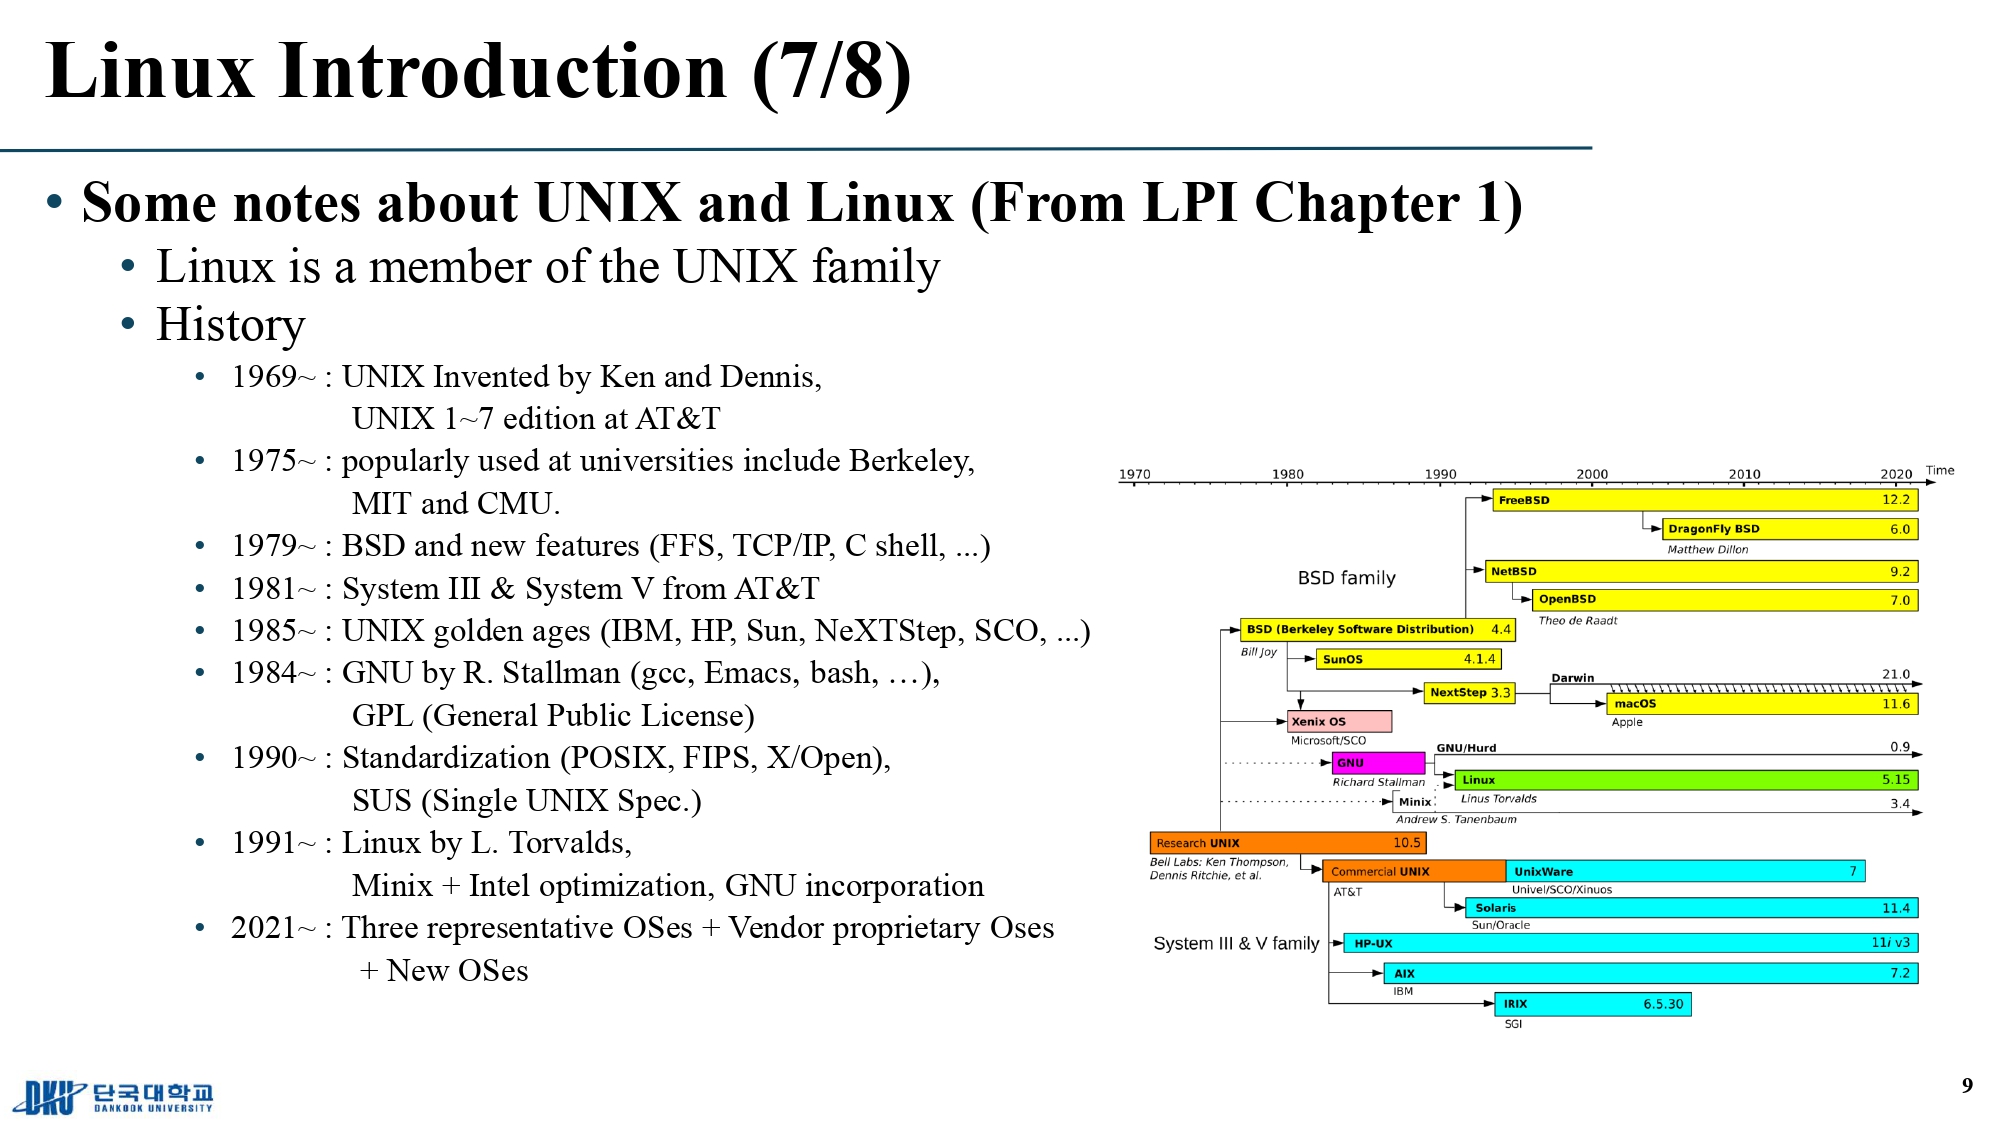 Linux Introduction (7/8)
• Some notes about UNIX and Linux (From LPI Chapter 1)
• Linux is a member of the UNIX family
• History
• 1969~ : UNIX Invented by Ken and Dennis,
UNIX 1~7 edition at AT&T
• 1975~ : popularly used at universities include Berkeley,
MIT and CMU.
• 1979~ : BSD and new features (FFS, TCP/IP, C shell, ...)
• 1981~ : System III & System V from AT&T
• 1985~ : UNIX golden ages (IBM, HP, Sun, NeXTStep, SCO, ...)
• 1984~ : GNU by R. Stallman (gcc, Emacs, bash, …),
GPL (General Public License)
• 1990~ : Standardization (POSIX, FIPS, X/Open),
SUS (Single UNIX Spec.)
• 1991~ : Linux by L. Torvalds,
Minix + Intel optimization, GNU incorporation
• 2021~ : Three representative OSes + Vendor proprietary Oses
+ New OSes
1970 1980 1990 2000 2010 2020 Time
FreeBSD 12.2
DragonFly BSD 6.0
Matthew Dillon
BSD family
NetBSD 9.2
OpenBSD 7.0
Theo de Raadt
BSD (Berkeley Software Distribution) 4.4
Bill Joy
SunOS 4.1.4
Darwin 21.0
NextStep 3.3
macOS 11.6
Apple
Xenix OS
Microsoft/SCO
GNU/Hurd 0.9
GNU
Richard Stallman
Linux 5.15
Linus Torvalds
Minix 3.4
Andrew S. Tanenbaum
Research UNIX 10.5
Bell Labs: Ken Thompson,
Dennis Ritchie, et al.
Commercial UNIX
AT&T
UnixWare 7
Univel/SCO/Xinuos
Solaris 11.4
Sun/Oracle
System III & V family
HP-UX 11i v3
AIX 7.2
IBM
IRIX 6.5.30
SGI
DKU 단국대학교
DANKOOK UNIVERSITY
9